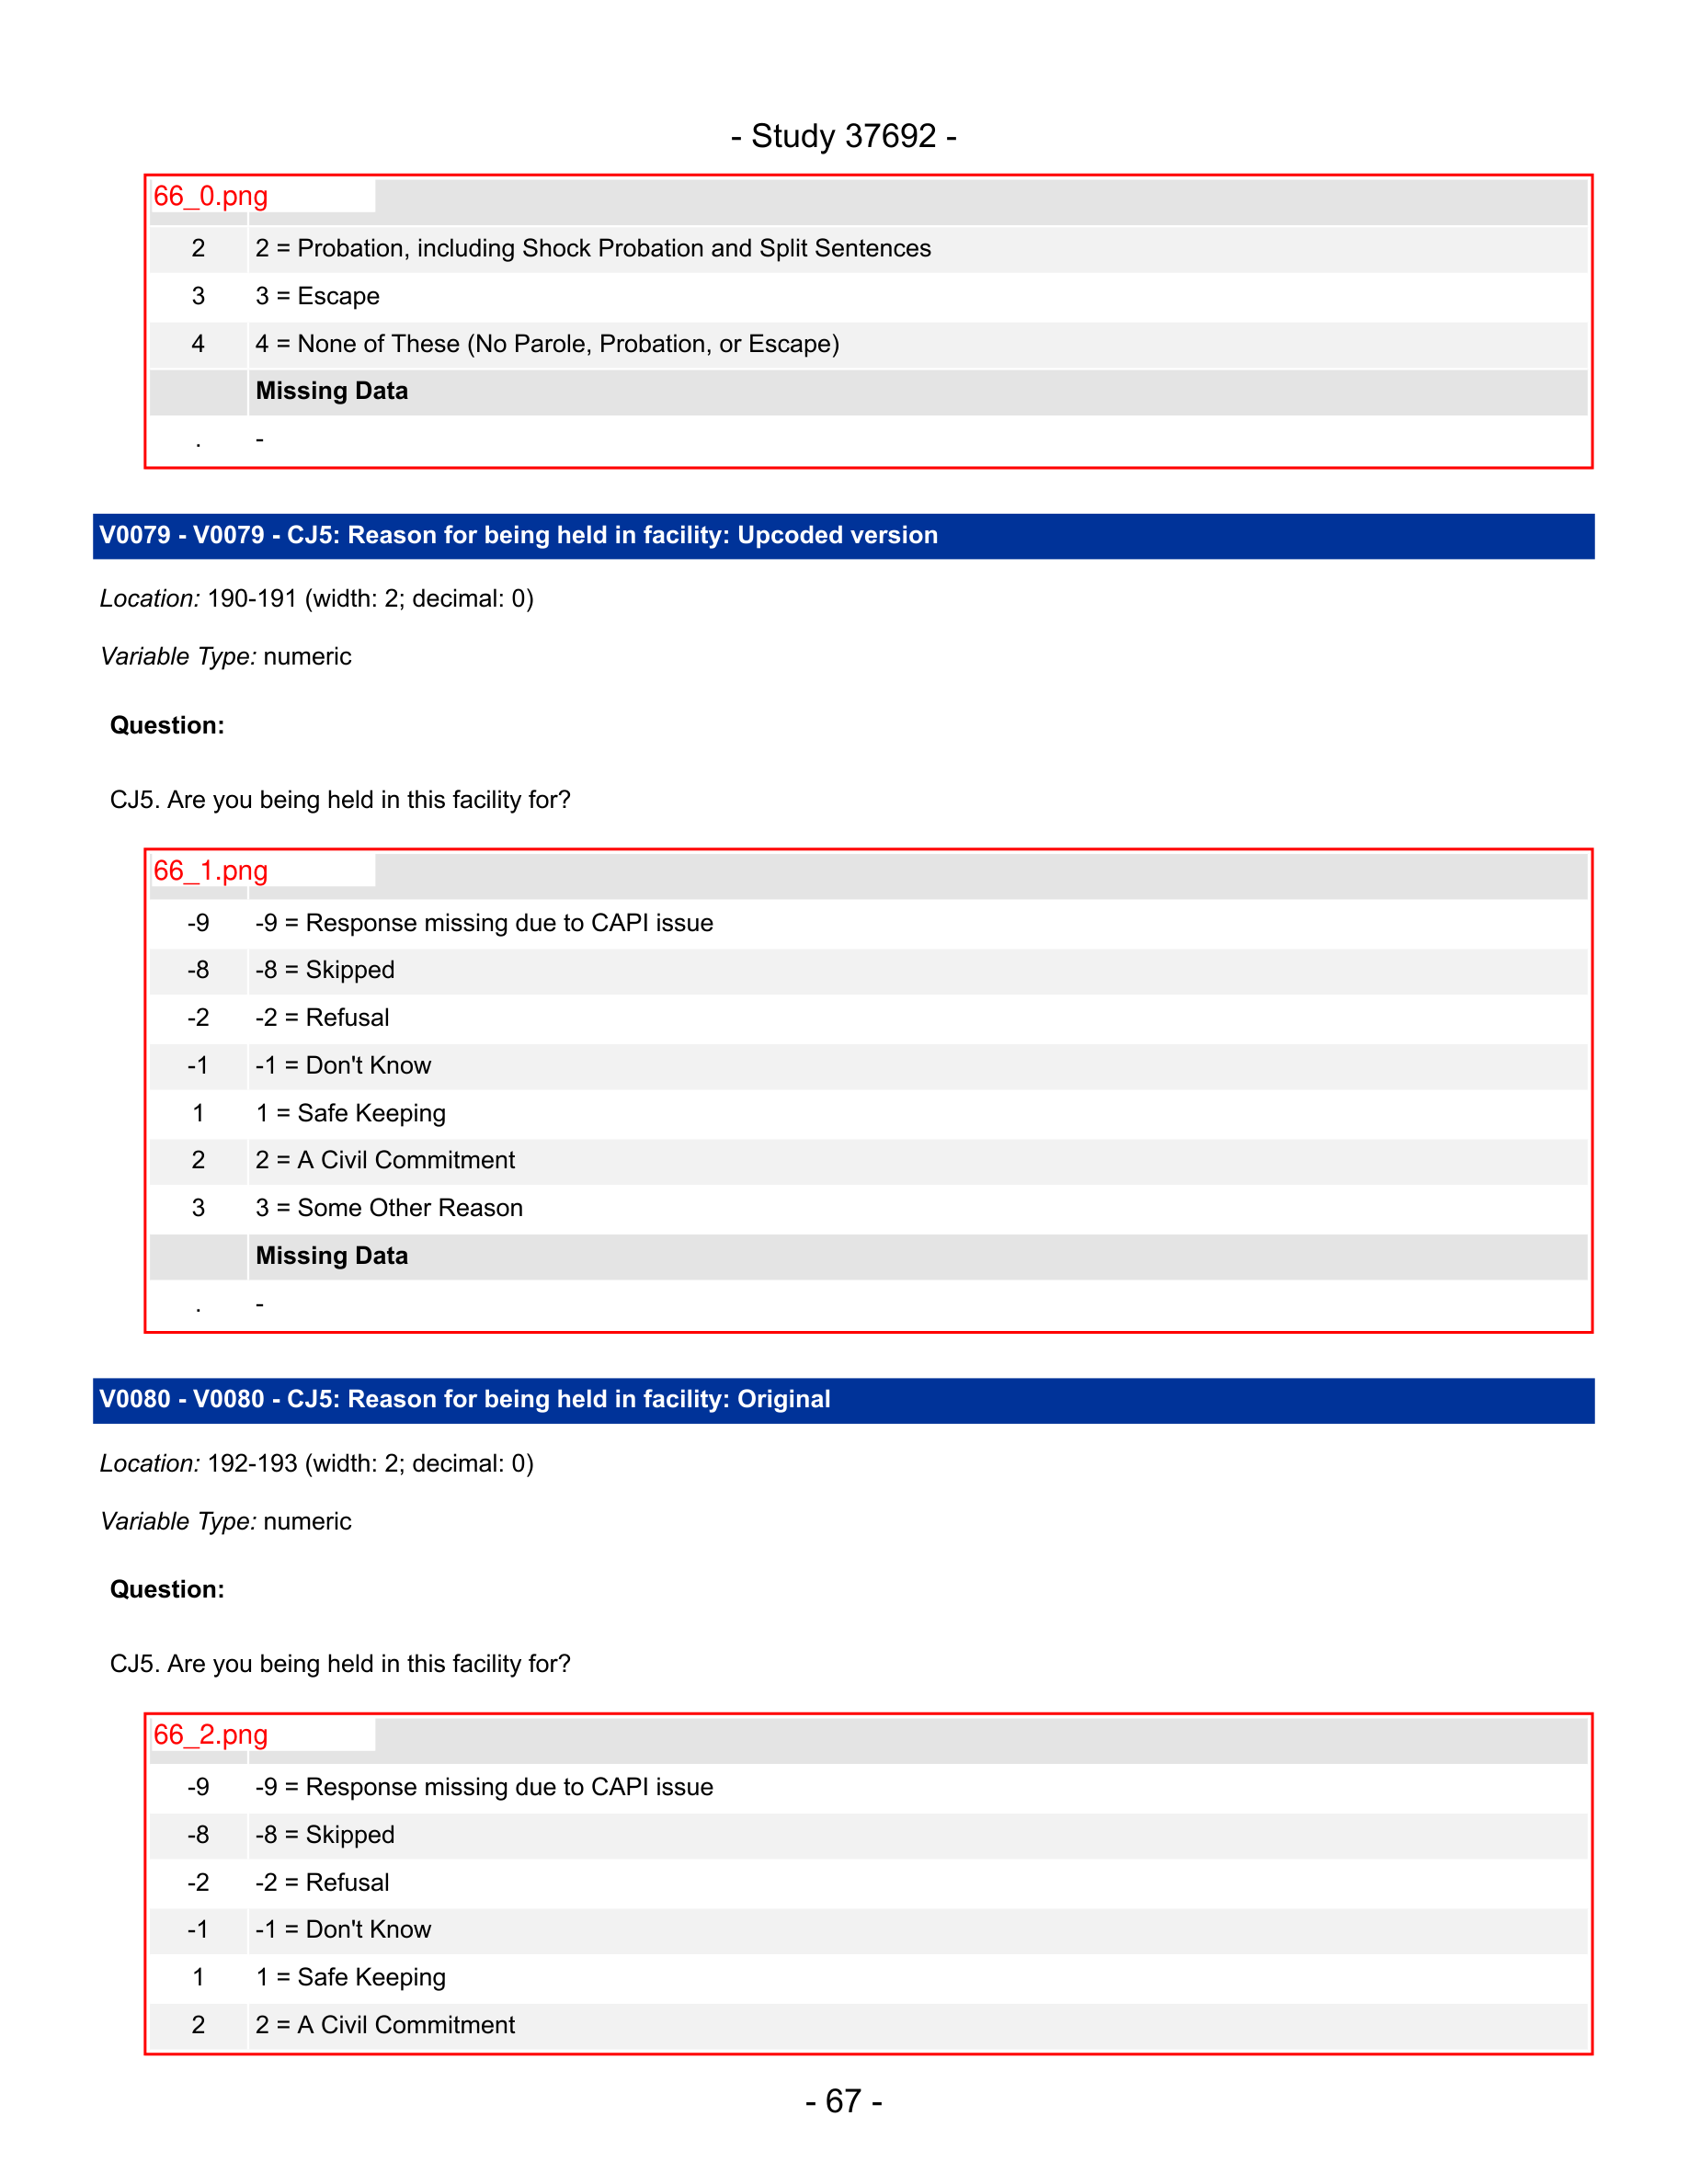 - Study 37692 -
66_0.png
2 2 = Probation, including Shock Probation and Split Sentences
3 3 = Escape
4 4 = None of These (No Parole, Probation, or Escape)
Missing Data
. -
V0079 - V0079 - CJ5: Reason for being held in facility: Upcoded version
Location: 190-191 (width: 2; decimal: 0)
Variable Type: numeric
Question:
CJ5. Are you being held in this facility for?
66_1.png
-9 -9 = Response missing due to CAPI issue
-8 -8 = Skipped
-2 -2 = Refusal
-1 -1 = Don't Know
1 1 = Safe Keeping
2 2 = A Civil Commitment
3 3 = Some Other Reason
Missing Data
. -
V0080 - V0080 - CJ5: Reason for being held in facility: Original
Location: 192-193 (width: 2; decimal: 0)
Variable Type: numeric
Question:
CJ5. Are you being held in this facility for?
66_2.png
-9 -9 = Response missing due to CAPI issue
-8 -8 = Skipped
-2 -2 = Refusal
-1 -1 = Don't Know
1 1 = Safe Keeping
2 2 = A Civil Commitment
- 67 -